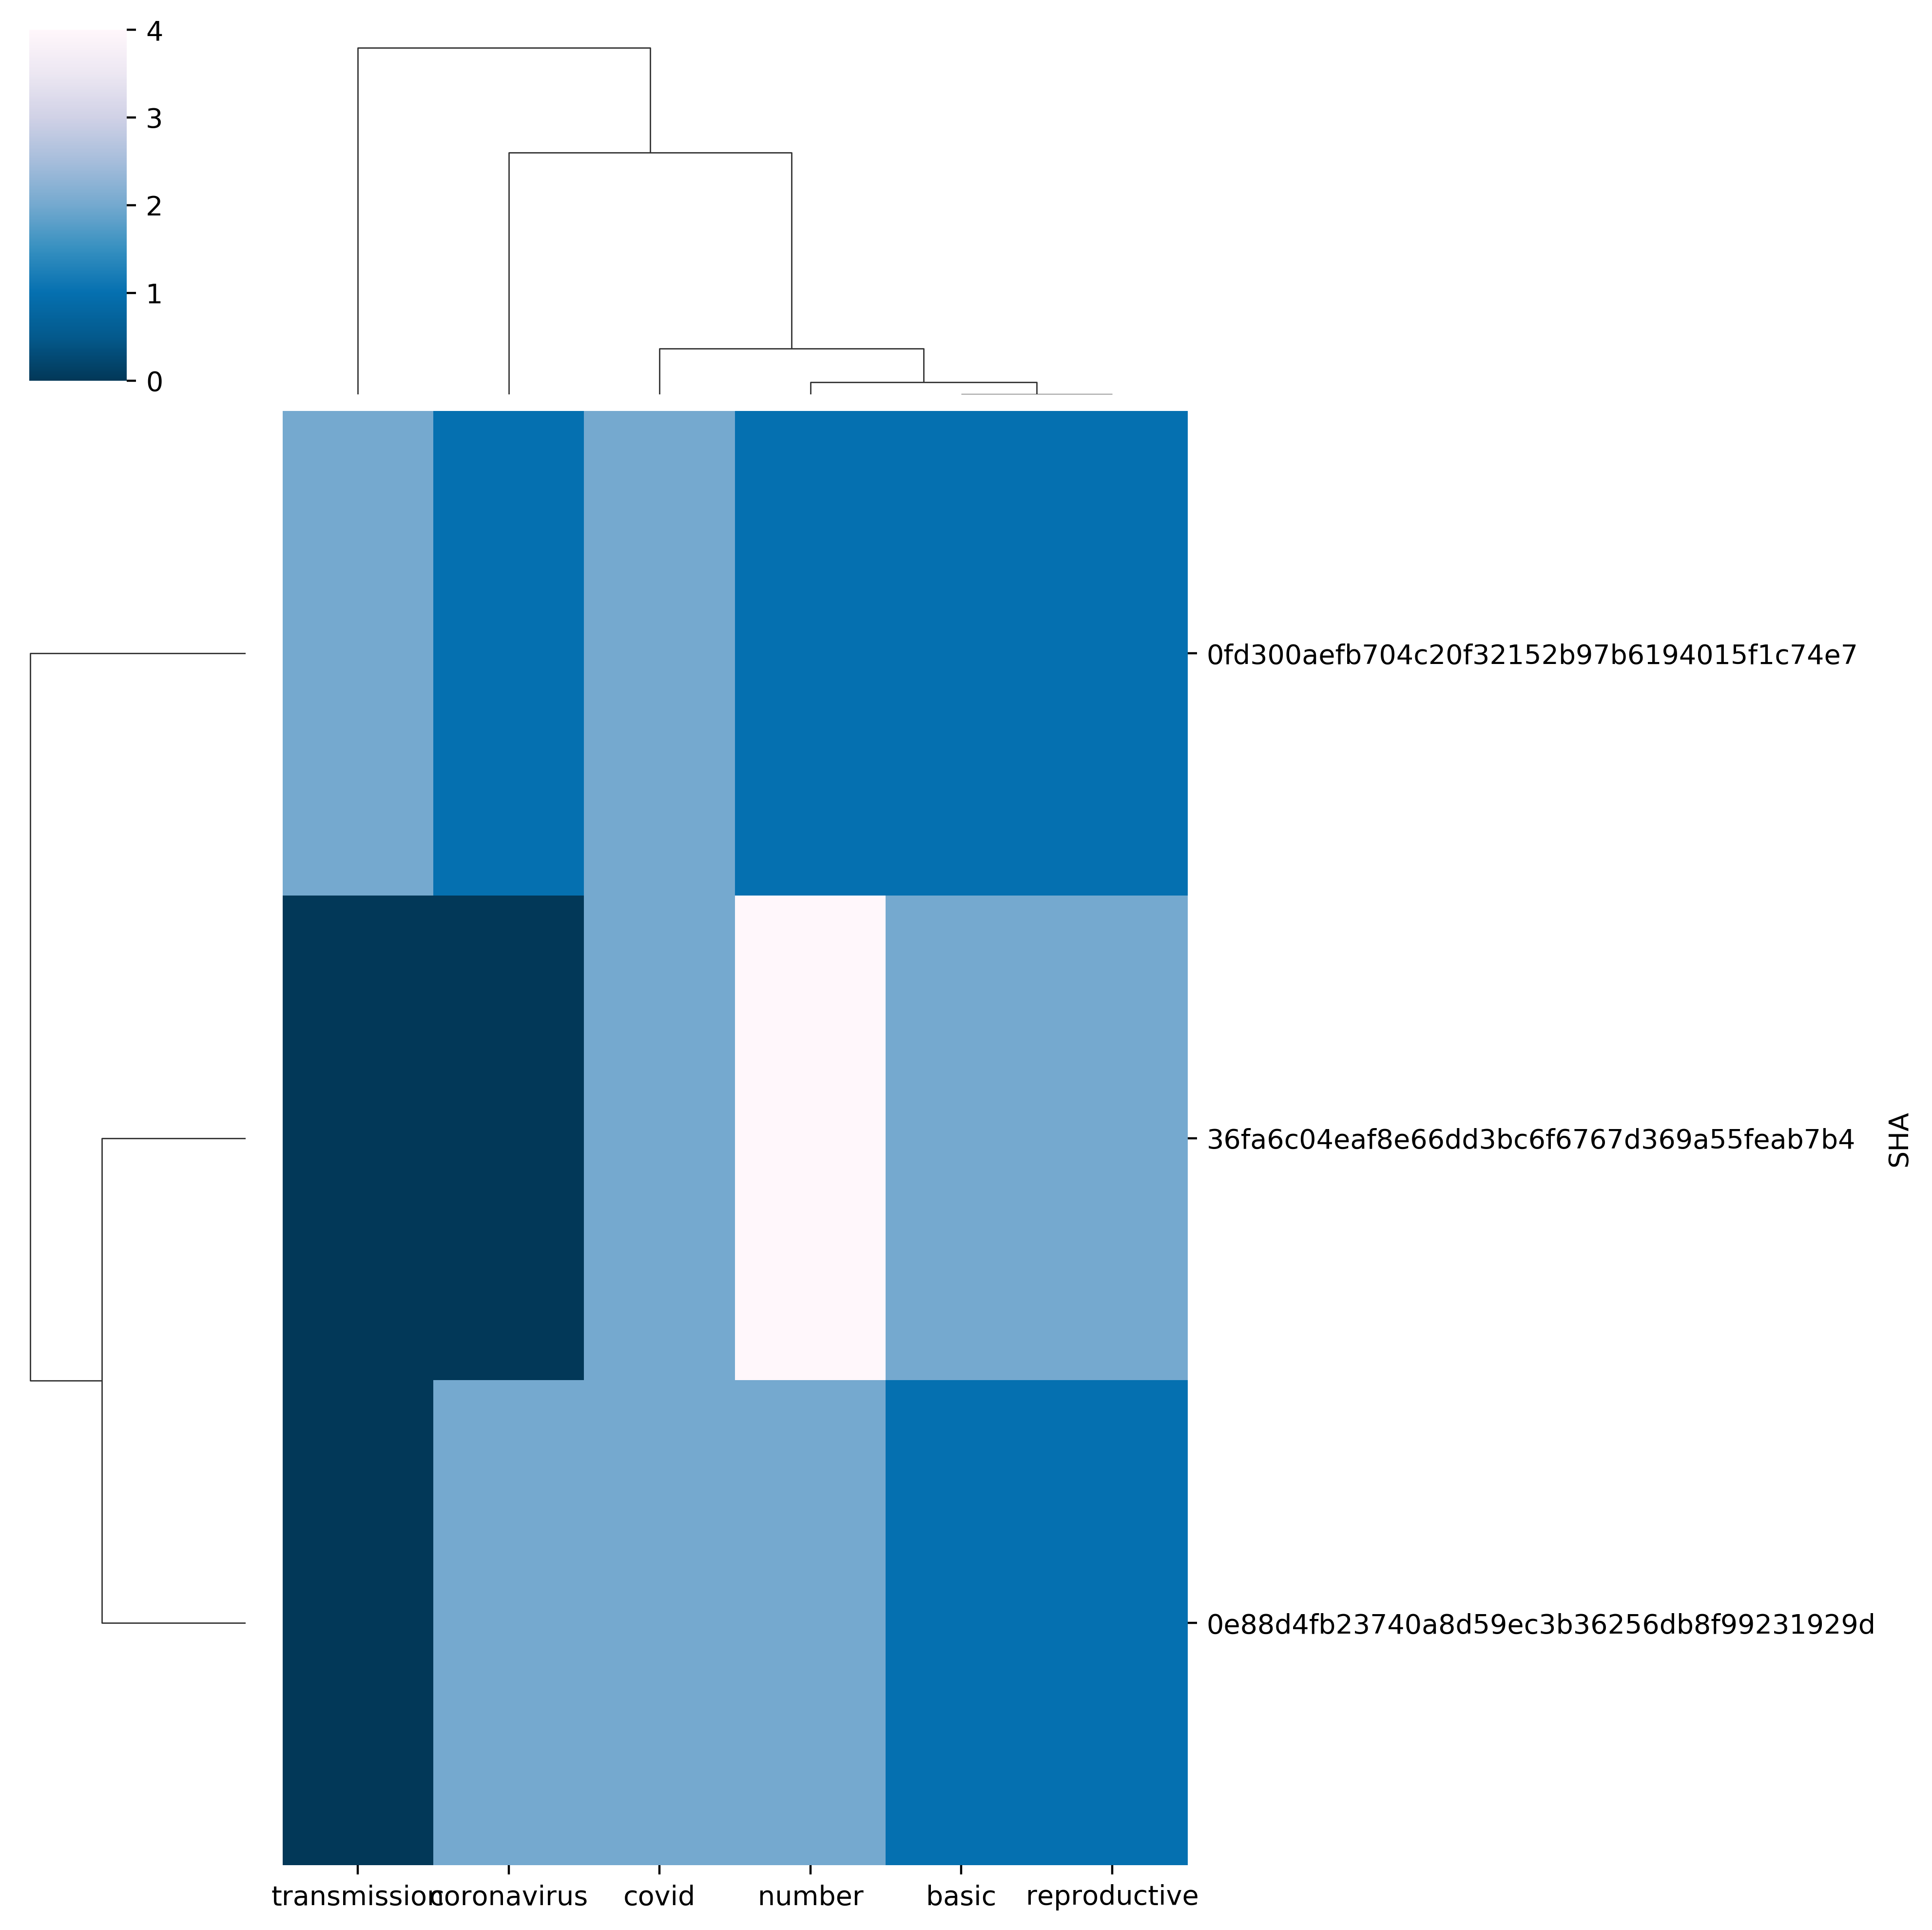 4
3
2
1
0
0fd300aefb704c20f32152b97b6194015f1c74e7
36fa6c04eaf8e66dd3bc6f6767d369a55feab7b4
SHA
0e88d4fb23740a8d59ec3b36256db8f99231929d
transmission coronavirus covid number basic reproductive